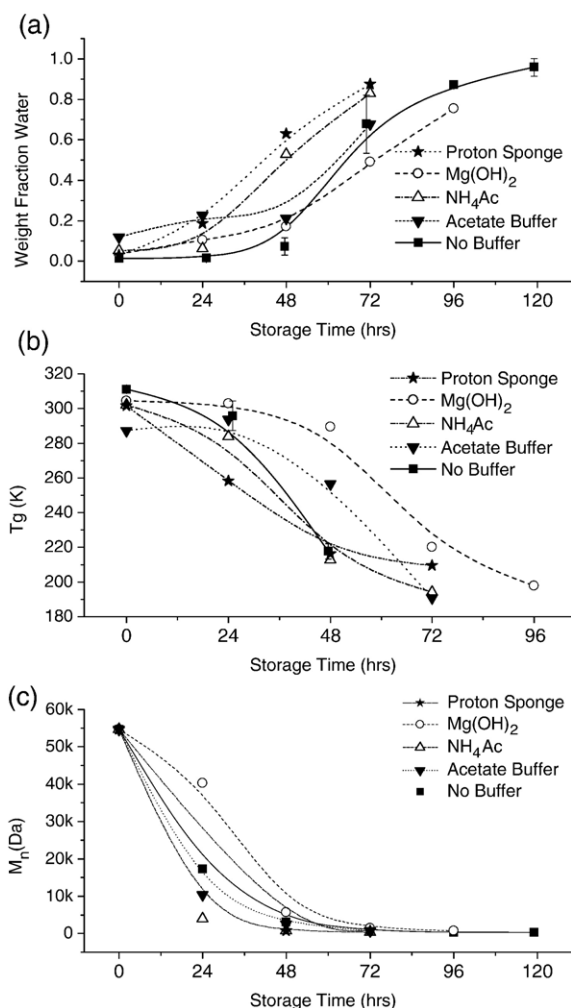 (a)
Weight Fraction Water
1.0
0.8
0.6
0.4
0.2
0.0
Proton Sponge
Mg(OH)₂
NH₄Ac
Acetate Buffer
No Buffer
0 24 48 72 96 120
Storage Time (hrs)
(b)
Tg (K)
320
300
280
260
240
220
200
180
Proton Sponge
Mg(OH)₂
NH₄Ac
Acetate Buffer
No Buffer
0 24 48 72 96
Storage Time (hrs)
(c)
Mₙ(Da)
60k
50k
40k
30k
20k
10k
0
Proton Sponge
Mg(OH)₂
NH₄Ac
Acetate Buffer
No Buffer
0 24 48 72 96 120
Storage Time (hrs)